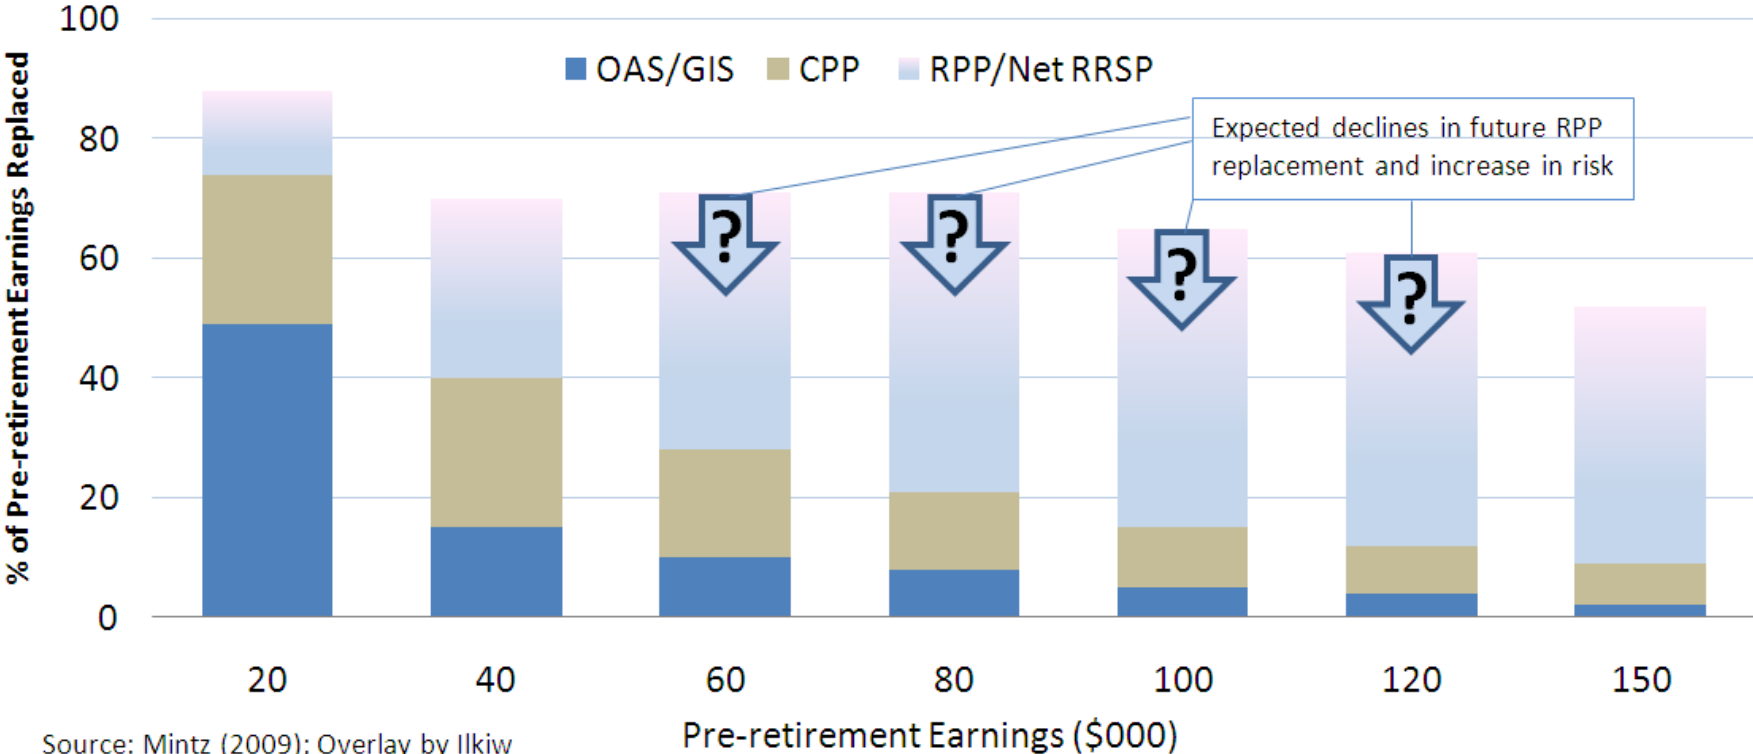 100
80
60
40
20
0
% of Pre-retirement Earnings Replaced
OAS/GIS CPP RPP/Net RRSP
Expected declines in future RPP
replacement and increase in risk
? ? ? ?
20 40 60 80 100 120 150
Pre-retirement Earnings ($000)
Source: Mintz (2009); Overlay by Ilkiw